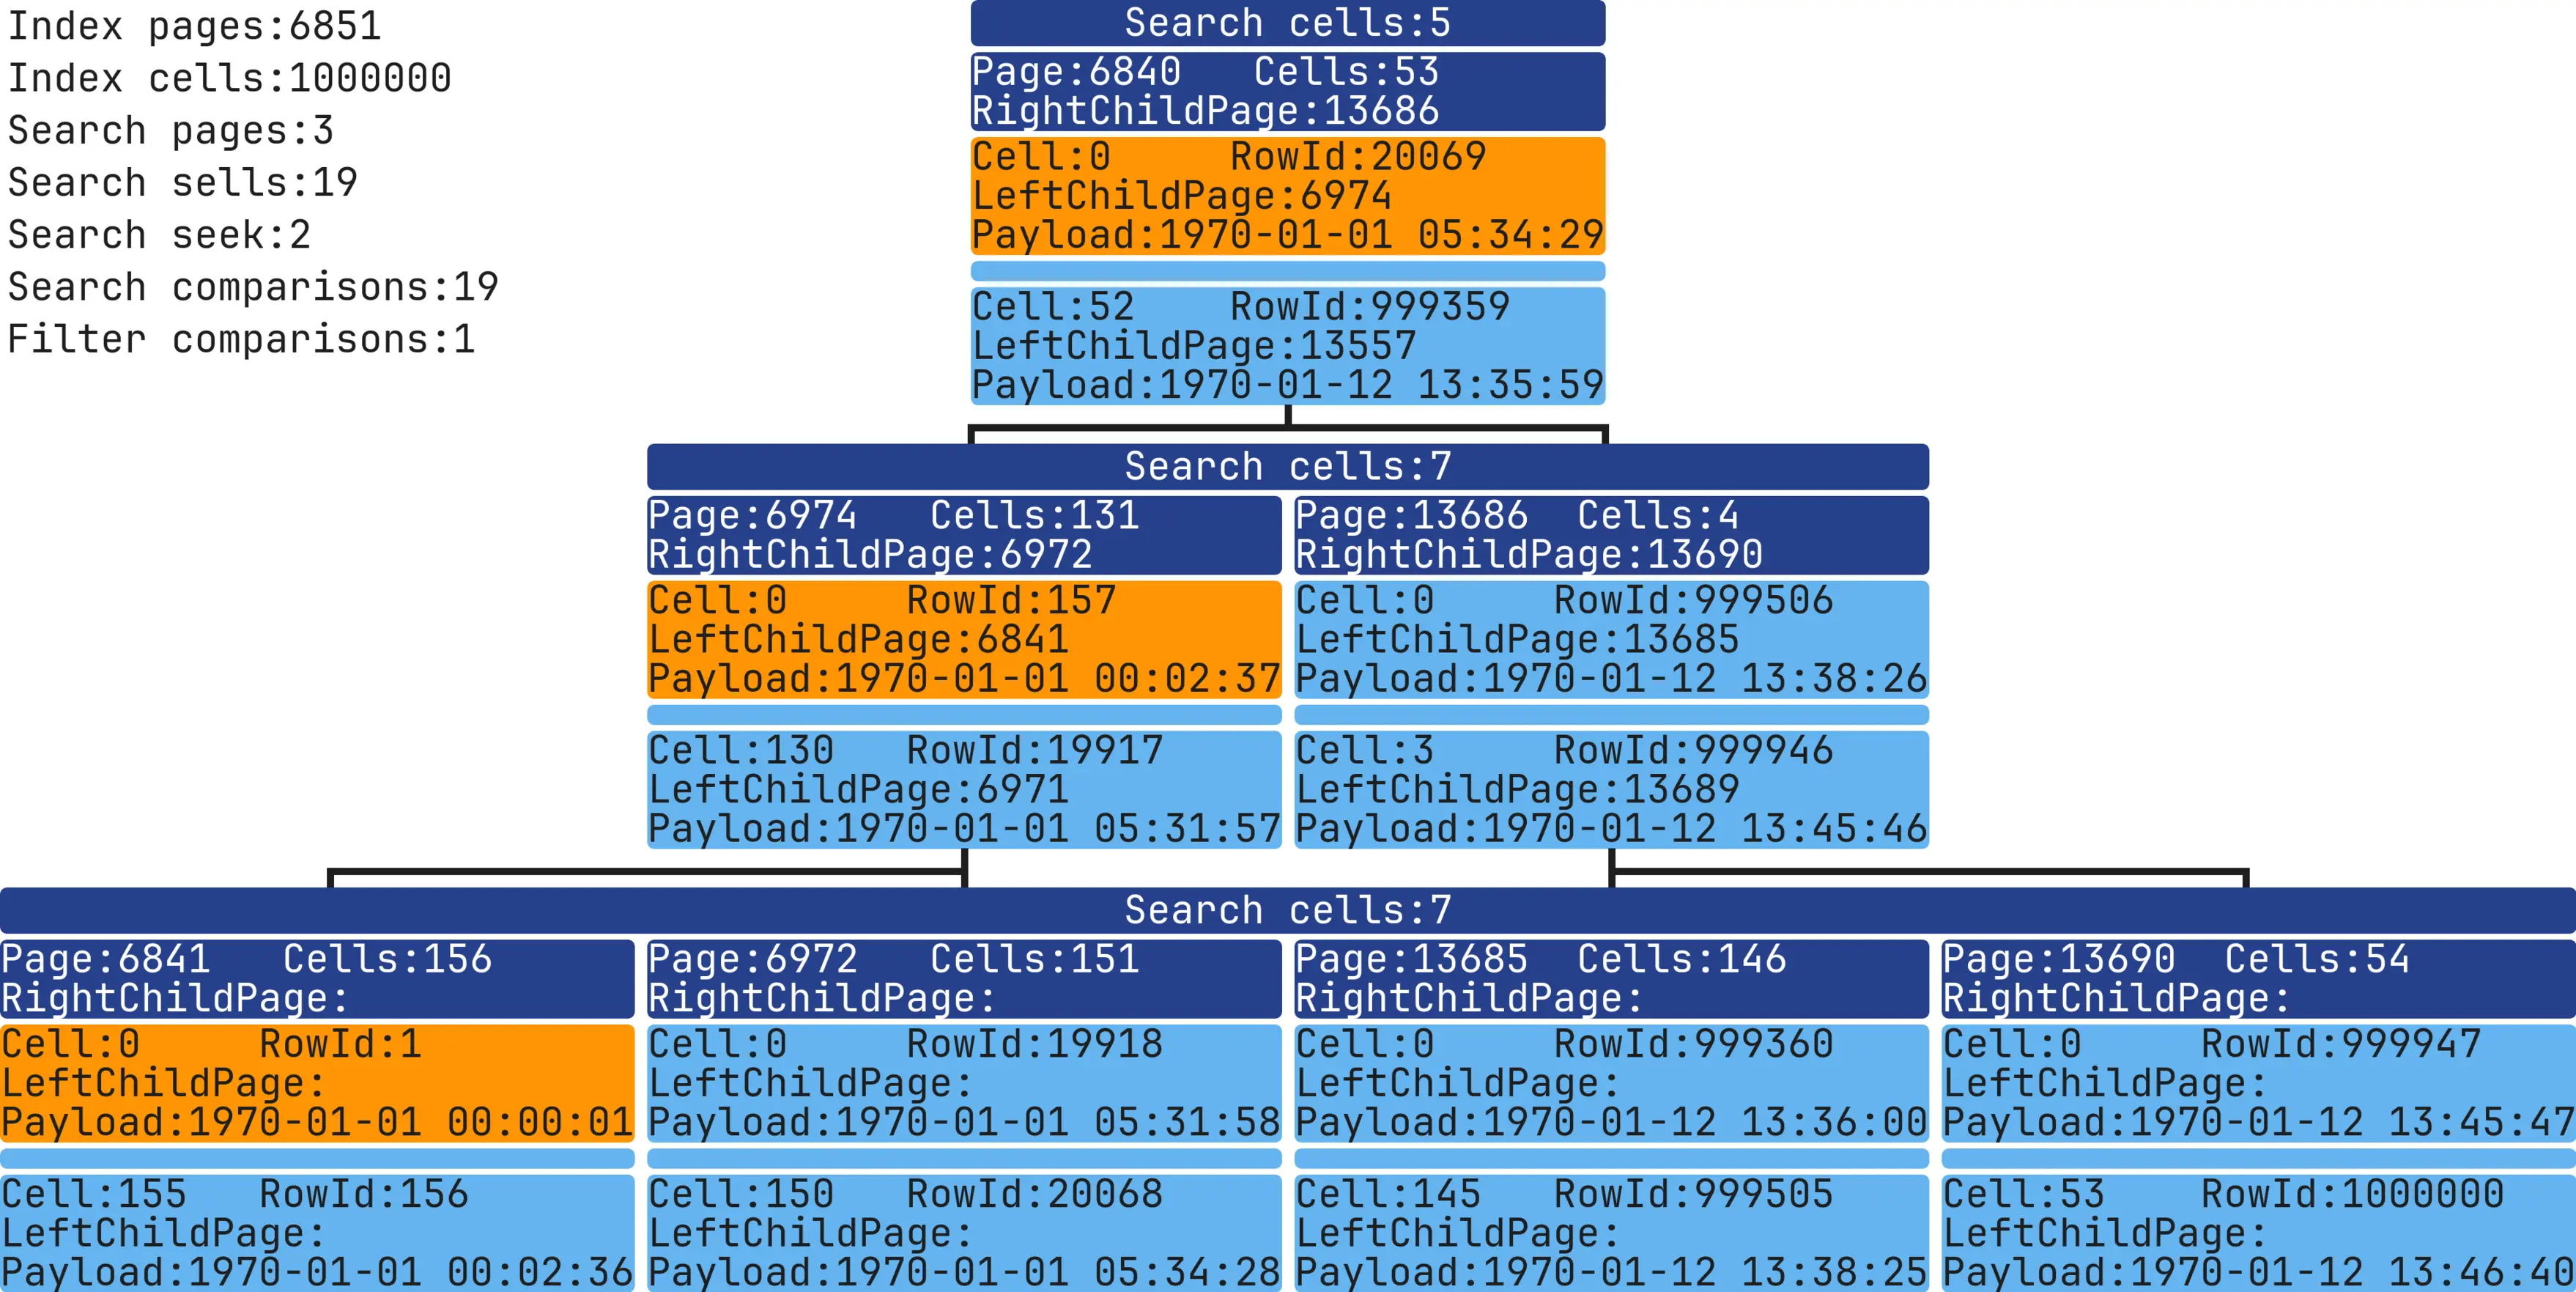 Index pages:6851
Index cells:1000000
Search pages:3
Search sells:19
Search seek:2
Search comparisons:19
Filter comparisons:1
Search cells:5
Page:6840 Cells:53
RightChildPage:13686
Cell:0 RowId:20069
LeftChildPage:6974
Payload:1970-01-01 05:34:29
Cell:52 RowId:999359
LeftChildPage:13557
Payload:1970-01-12 13:35:59
Search cells:7
Page:6974 Cells:131
RightChildPage:6972
Cell:0 RowId:157
LeftChildPage:6841
Payload:1970-01-01 00:02:37
Cell:130 RowId:19917
LeftChildPage:6971
Payload:1970-01-01 05:31:57
Page:13686 Cells:4
RightChildPage:13690
Cell:0 RowId:999506
LeftChildPage:13685
Payload:1970-01-12 13:38:26
Cell:3 RowId:999946
LeftChildPage:13689
Payload:1970-01-12 13:45:46
Search cells:7
Page:6841 Cells:156
RightChildPage:
Cell:0 RowId:1
LeftChildPage:
Payload:1970-01-01 00:00:01
Cell:155 RowId:156
LeftChildPage:
Payload:1970-01-01 00:02:36
Page:6972 Cells:151
RightChildPage:
Cell:0 RowId:19918
LeftChildPage:
Payload:1970-01-01 05:31:58
Cell:150 RowId:20068
LeftChildPage:
Payload:1970-01-01 05:34:28
Page:13685 Cells:146
RightChildPage:
Cell:0 RowId:999360
LeftChildPage:
Payload:1970-01-12 13:36:00
Cell:145 RowId:999505
LeftChildPage:
Payload:1970-01-12 13:38:25
Page:13690 Cells:54
RightChildPage:
Cell:0 RowId:999947
LeftChildPage:
Payload:1970-01-12 13:45:47
Cell:53 RowId:1000000
LeftChildPage:
Payload:1970-01-12 13:46:40